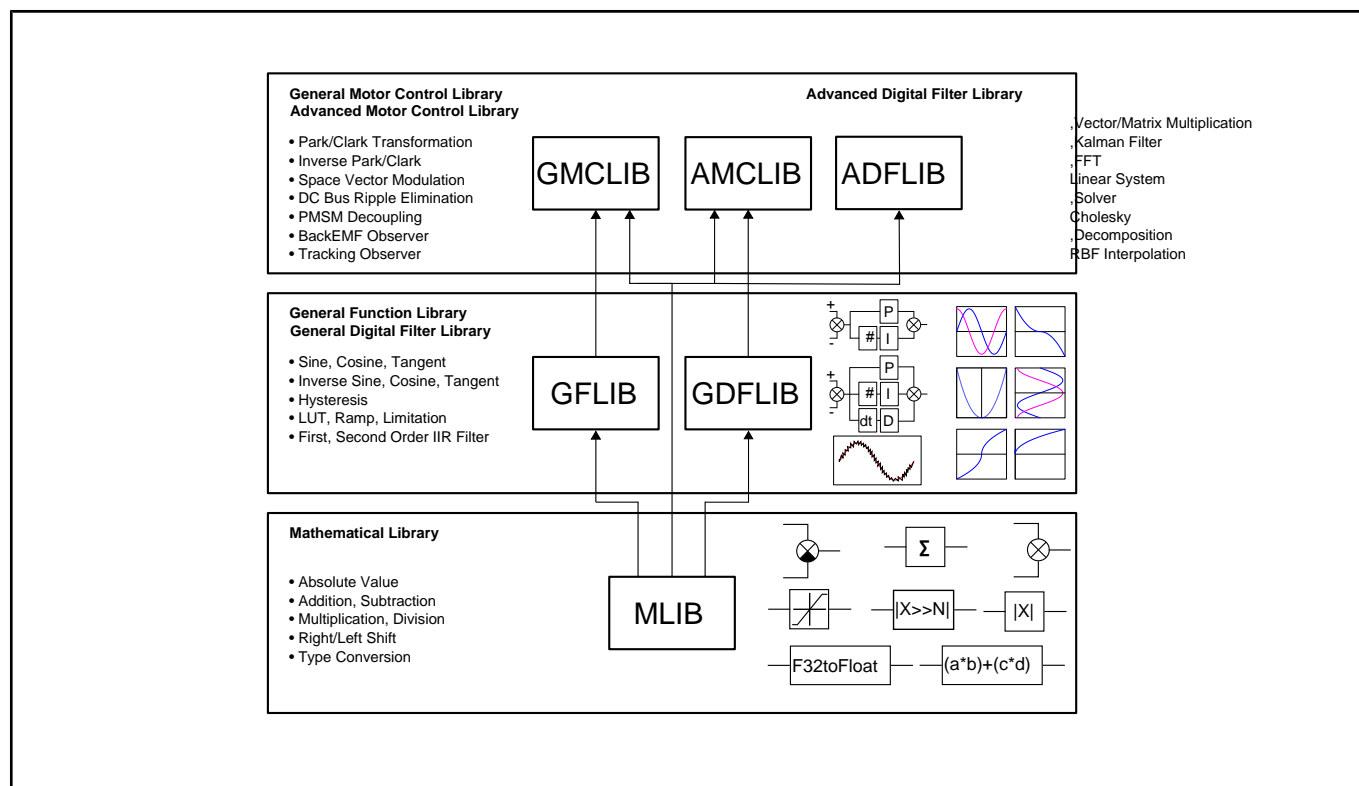 General Motor Control Library
Advanced Motor Control Library
Advanced Digital Filter Library
• Park/Clark Transformation
• Inverse Park/Clark
• Space Vector Modulation
• DC Bus Ripple Elimination
• PMSM Decoupling
• BackEMF Observer
• Tracking Observer
GMCLIB
AMCLIB
ADFLIB
,Vector/Matrix Multiplication
,Kalman Filter
,FFT
Linear System
,Solver
Cholesky
,Decomposition
RBF Interpolation
General Function Library
General Digital Filter Library
• Sine, Cosine, Tangent
• Inverse Sine, Cosine, Tangent
• Hysteresis
• LUT, Ramp, Limitation
• First, Second Order IIR Filter
GFLIB
GDFLIB
+
P
-
# I
+
P
# I
-
dt D
Mathematical Library
• Absolute Value
• Addition, Subtraction
• Multiplication, Division
• Right/Left Shift
• Type Conversion
MLIB
Σ
|X>>N|
|X|
F32toFloat
(a*b)+(c*d)